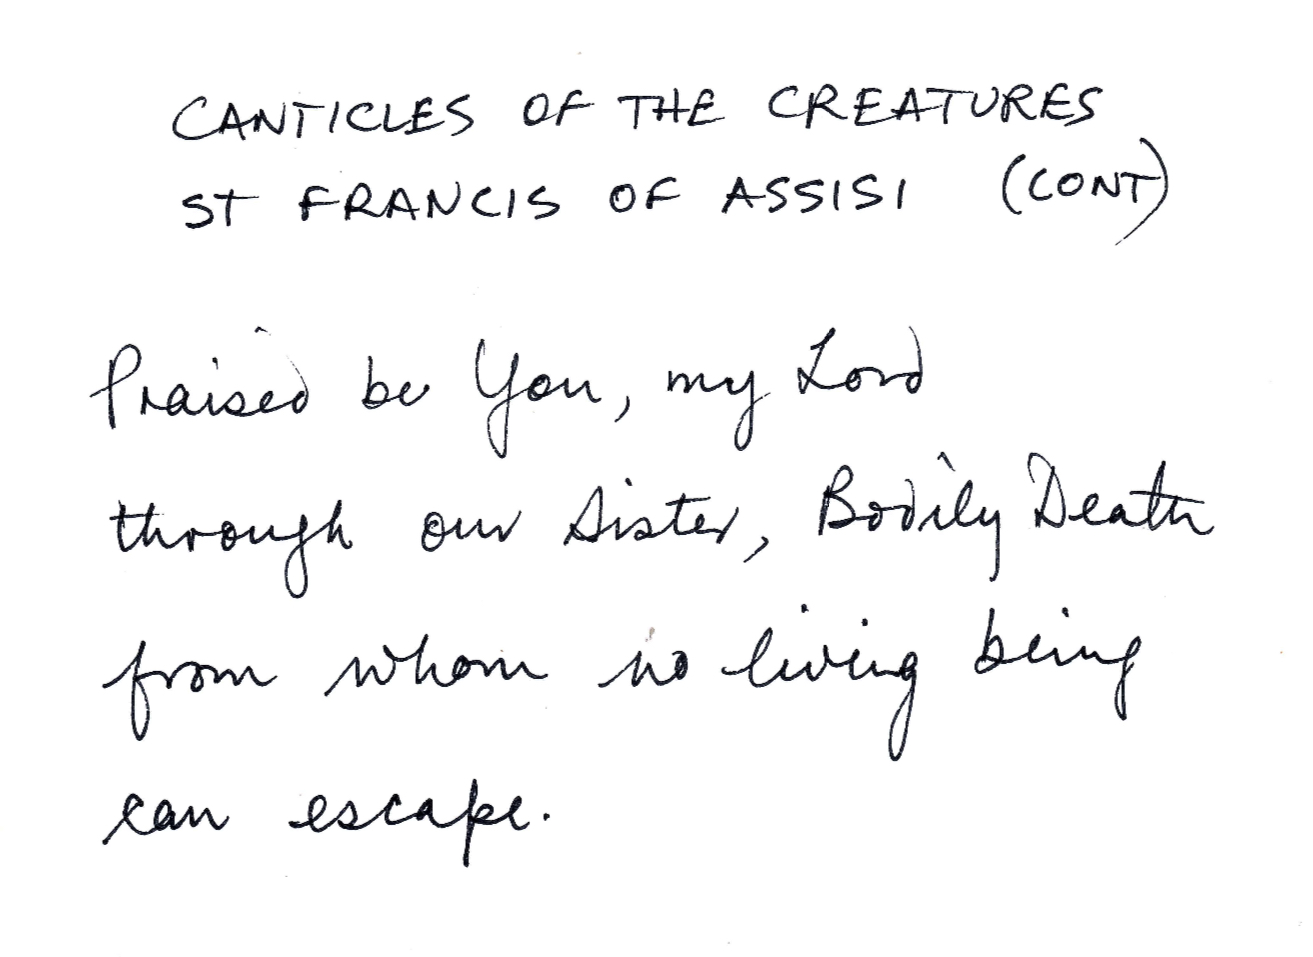 CANTICLES OF THE CREATURES
ST FRANCIS OF ASSISI (CONT)
Praised be You, my Lord
through our Sister, Bodily Death
from whom no living being
can escape.